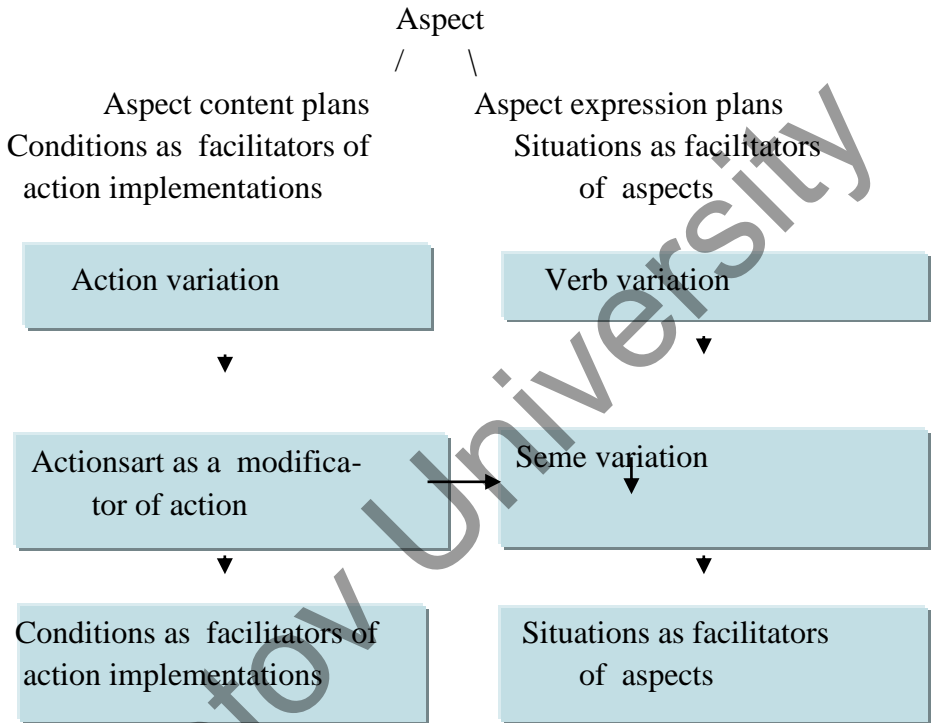 Aspect
/ \
Aspect content plans Aspect expression plans
Conditions as facilitators of Situations as facilitators
action implementations of aspects
Action variation Verb variation
Actionsart as a modifica- Seme variation
tor of action
Conditions as facilitators of Situations as facilitators
action implementations of aspects
tov University